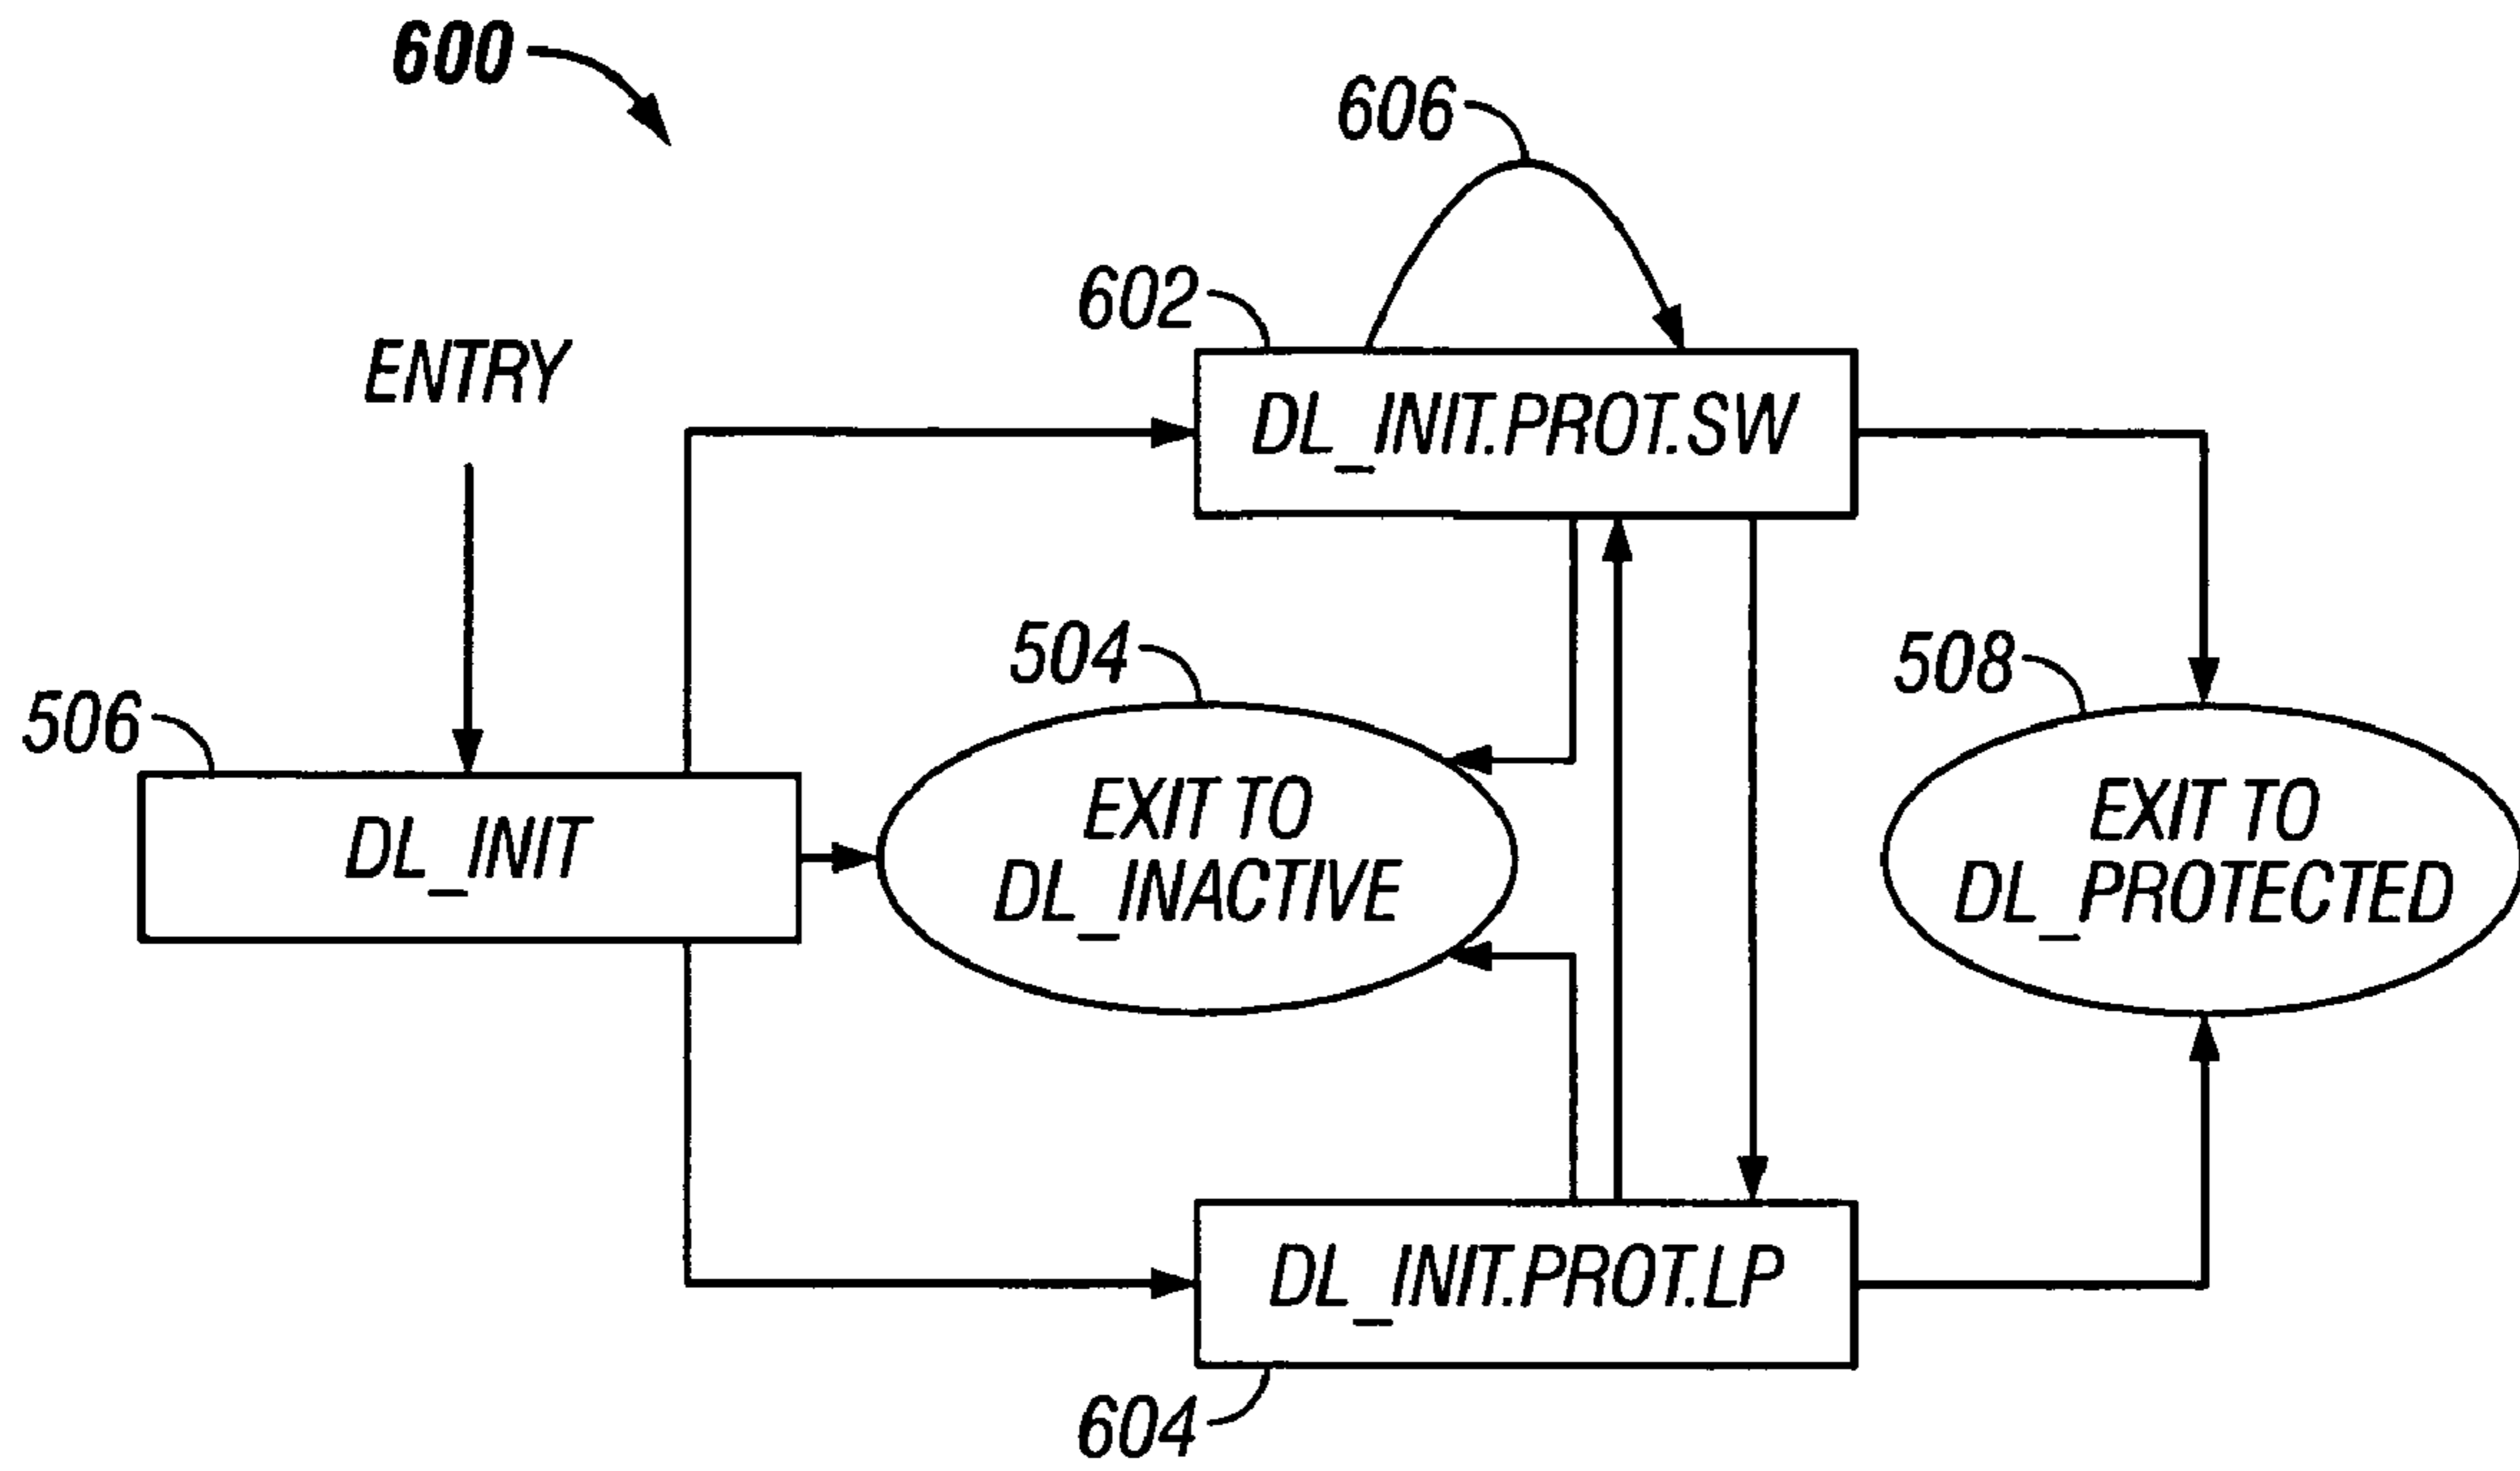 600
606
602
DL_INIT.PROT.SW
ENTRY
504
508
506
DL_INIT
EXIT TO
DL_INACTIVE
EXIT TO
DL_PROTECTED
DL_INIT.PROT.LP
604